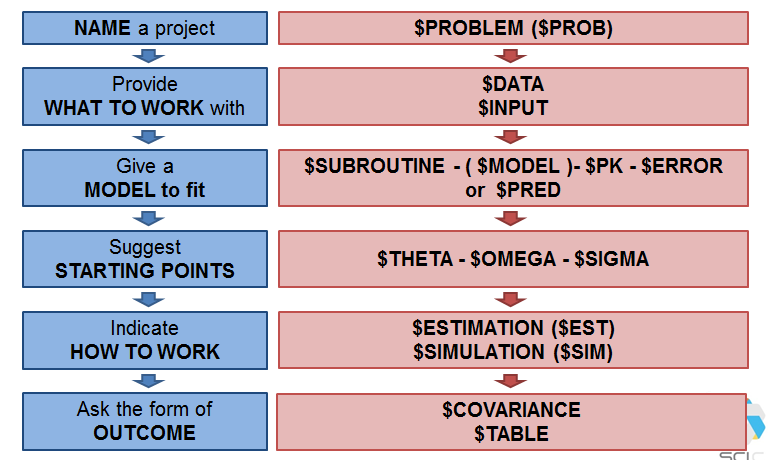 NAME a project
$PROBLEM ($PROB)
Provide
WHAT TO WORK with
$DATA
$INPUT
Give a
MODEL to fit
$SUBROUTINE - ( $MODEL )- $PK - $ERROR
or $PRED
Suggest
STARTING POINTS
$THETA - $OMEGA - $SIGMA
Indicate
HOW TO WORK
$ESTIMATION ($EST)
$SIMULATION ($SIM)
Ask the form of
OUTCOME
$COVARIANCE
$TABLE